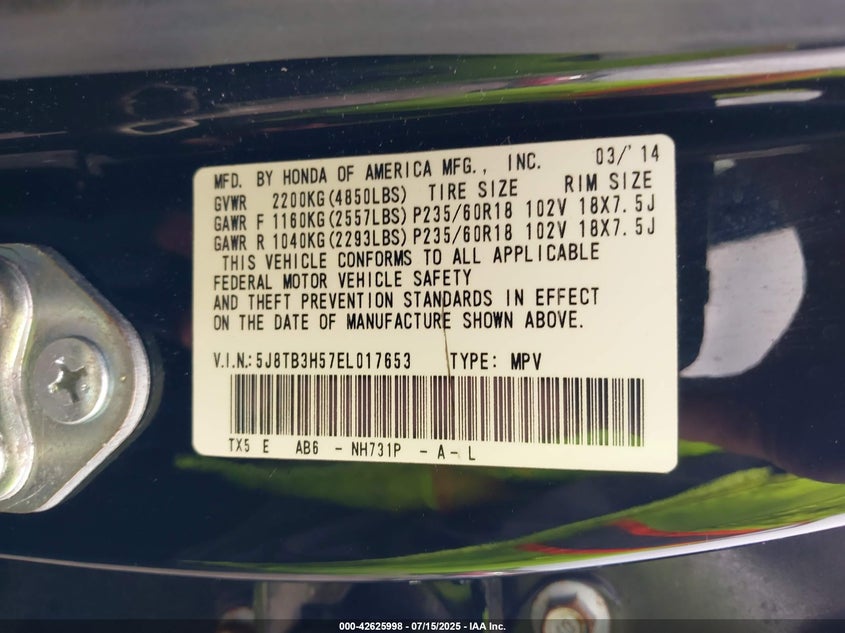 MFD. BY HONDA OF AMERICA MFG., INC. 03/'14
GVWR 2200KG(4850LBS) TIRE SIZE RIM SIZE
GAWR F 1160KG(2557LBS) P235/60R18 102V 18X7.5J
GAWR R 1040KG(2293LBS) P235/60R18 102V 18X7.5J
THIS VEHICLE CONFORMS TO ALL APPLICABLE
FEDERAL MOTOR VEHICLE SAFETY
AND THEFT PREVENTION STANDARDS IN EFFECT
ON THE DATE OF MANUFACTURE SHOWN ABOVE.
V.I.N.: 5J8TB3H57EL017653 TYPE: MPV
TX5 E AB6 - NH731P - A - L
000-42625998 - 07/15/2025 - IAA Inc.